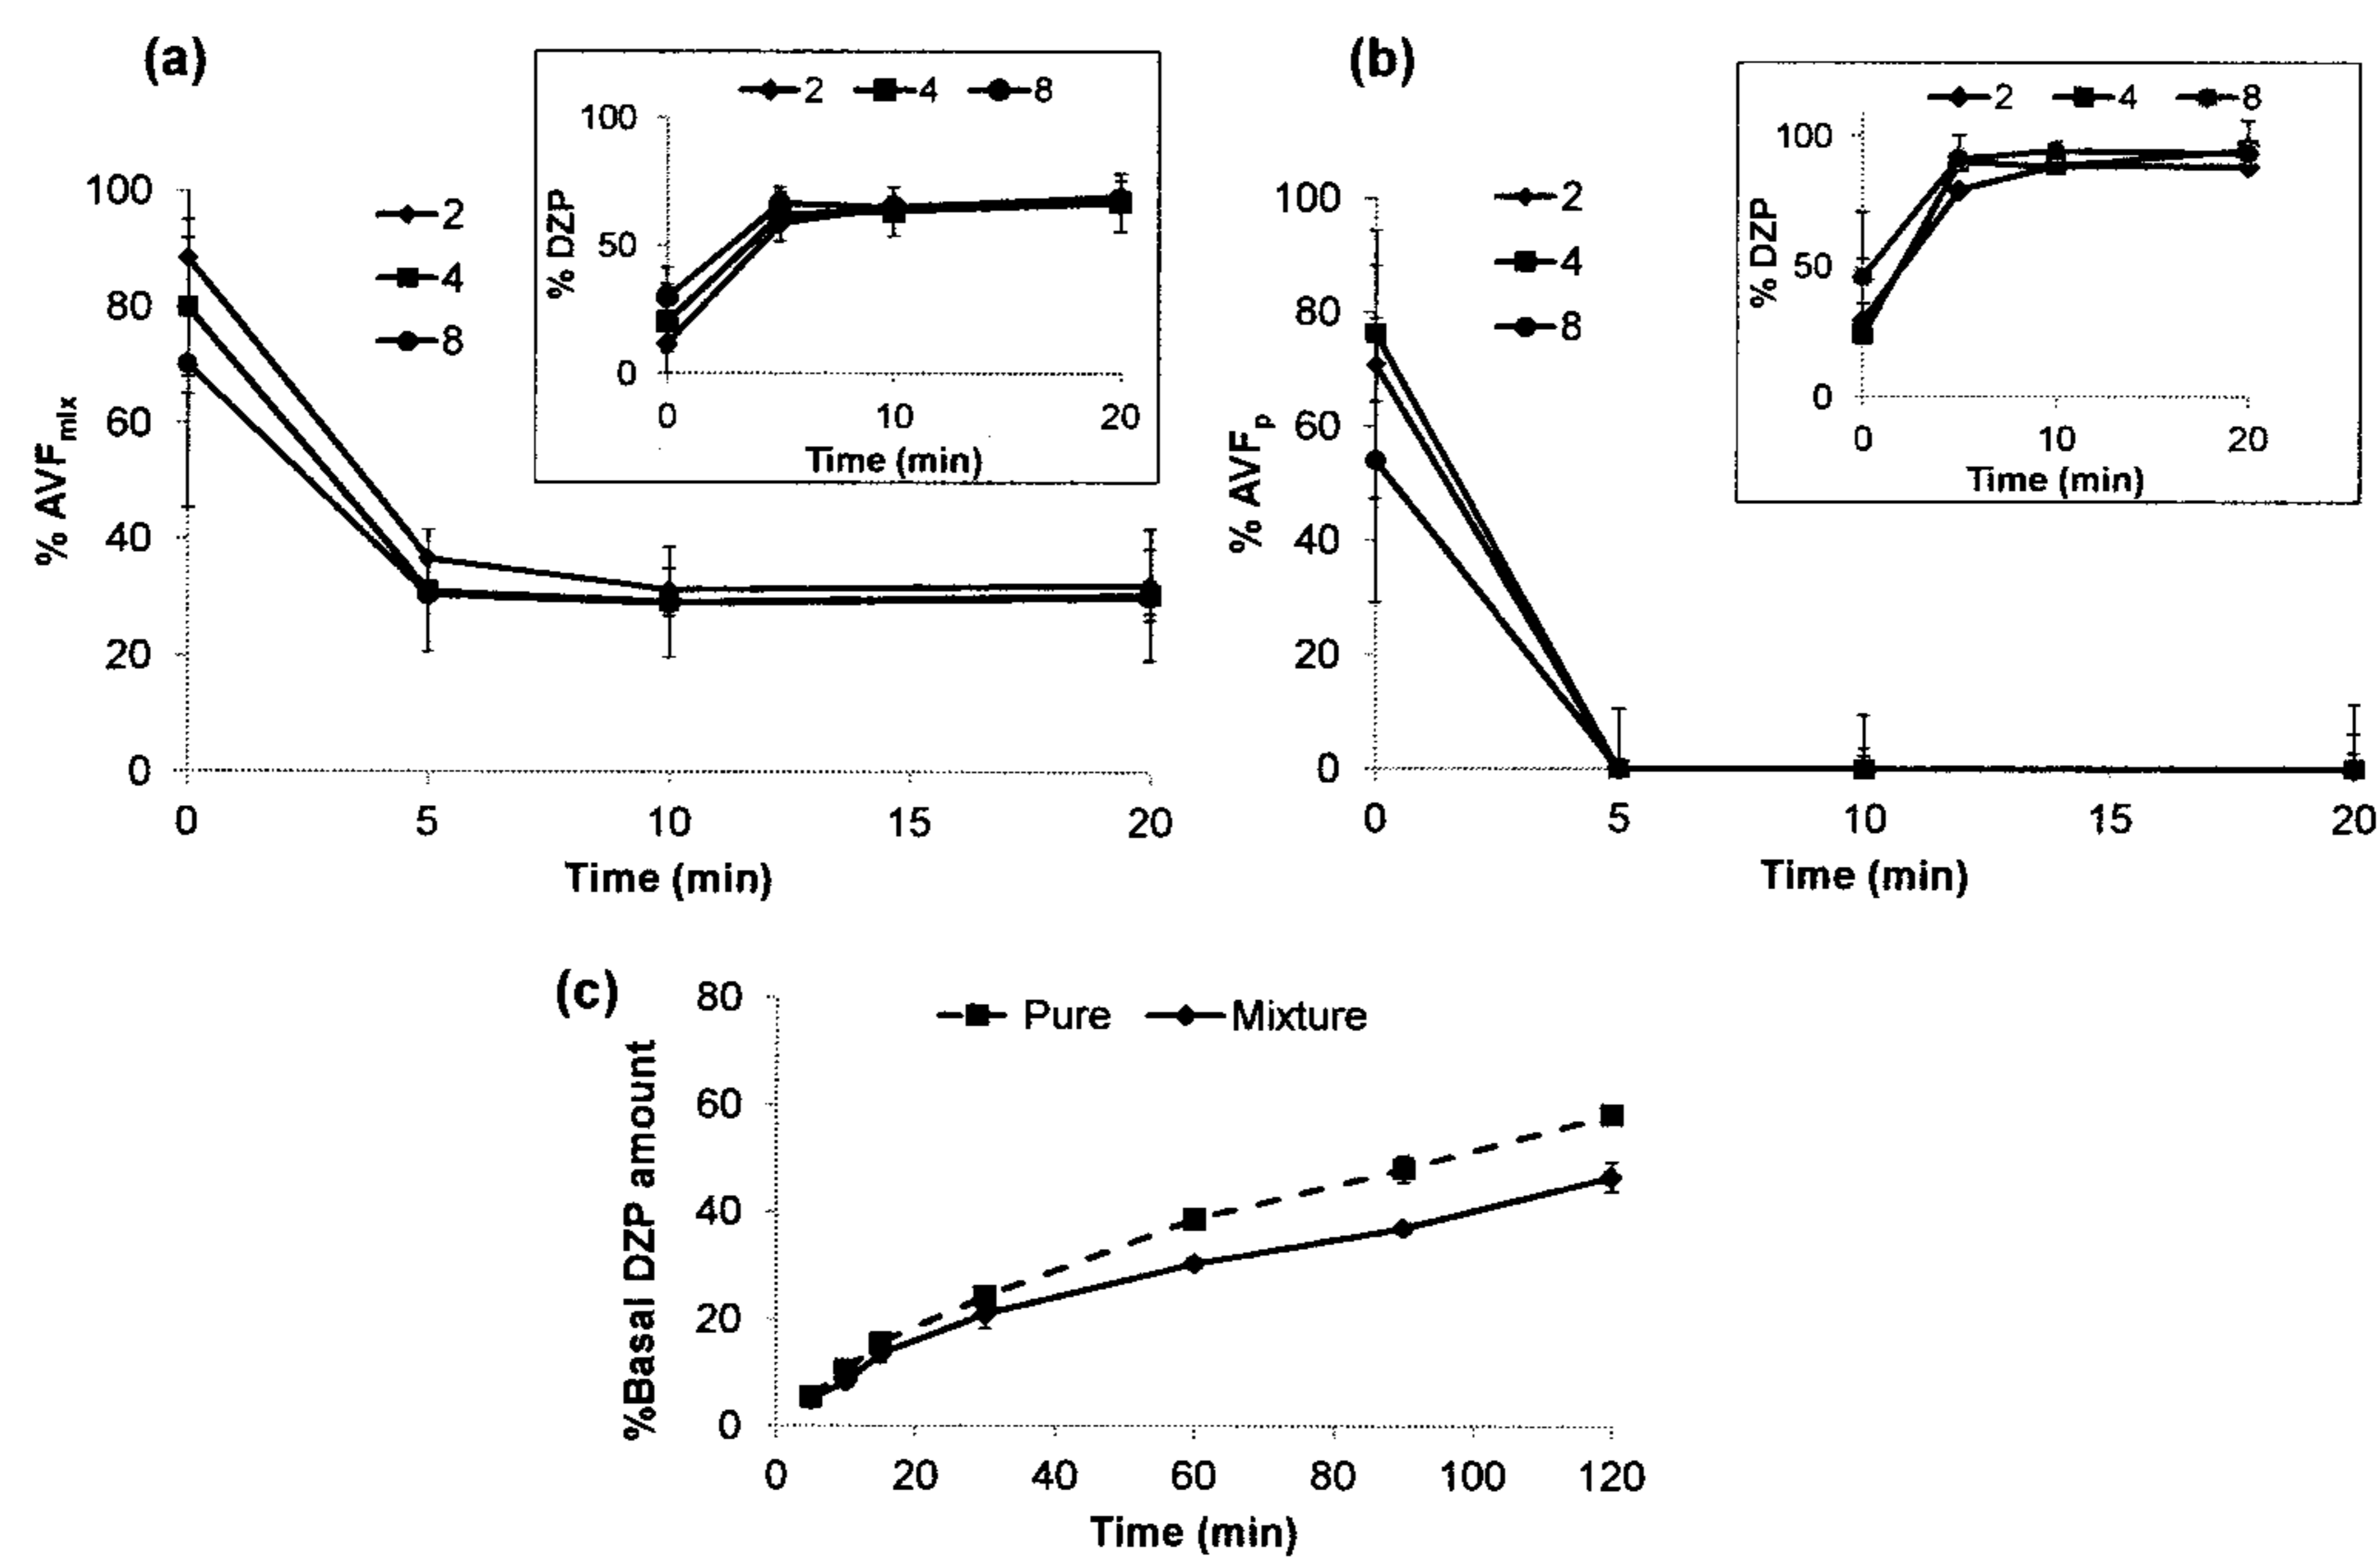 (a)
2 4 8
100
50
0
% DZP
0 10 20
Time (min)
100
80
60
40
20
0
% AVFmix
2
4
8
0 5 10 15 20
Time (min)
(b)
2 4 8
100
50
0
% DZP
0 10 20
Time (min)
100
80
60
40
20
0
% AVFp
2
4
8
0 5 10 15 20
Time (min)
(c)
Pure Mixture
80
60
40
20
0
%Basal DZP amount
0 20 40 60 80 100 120
Time (min)